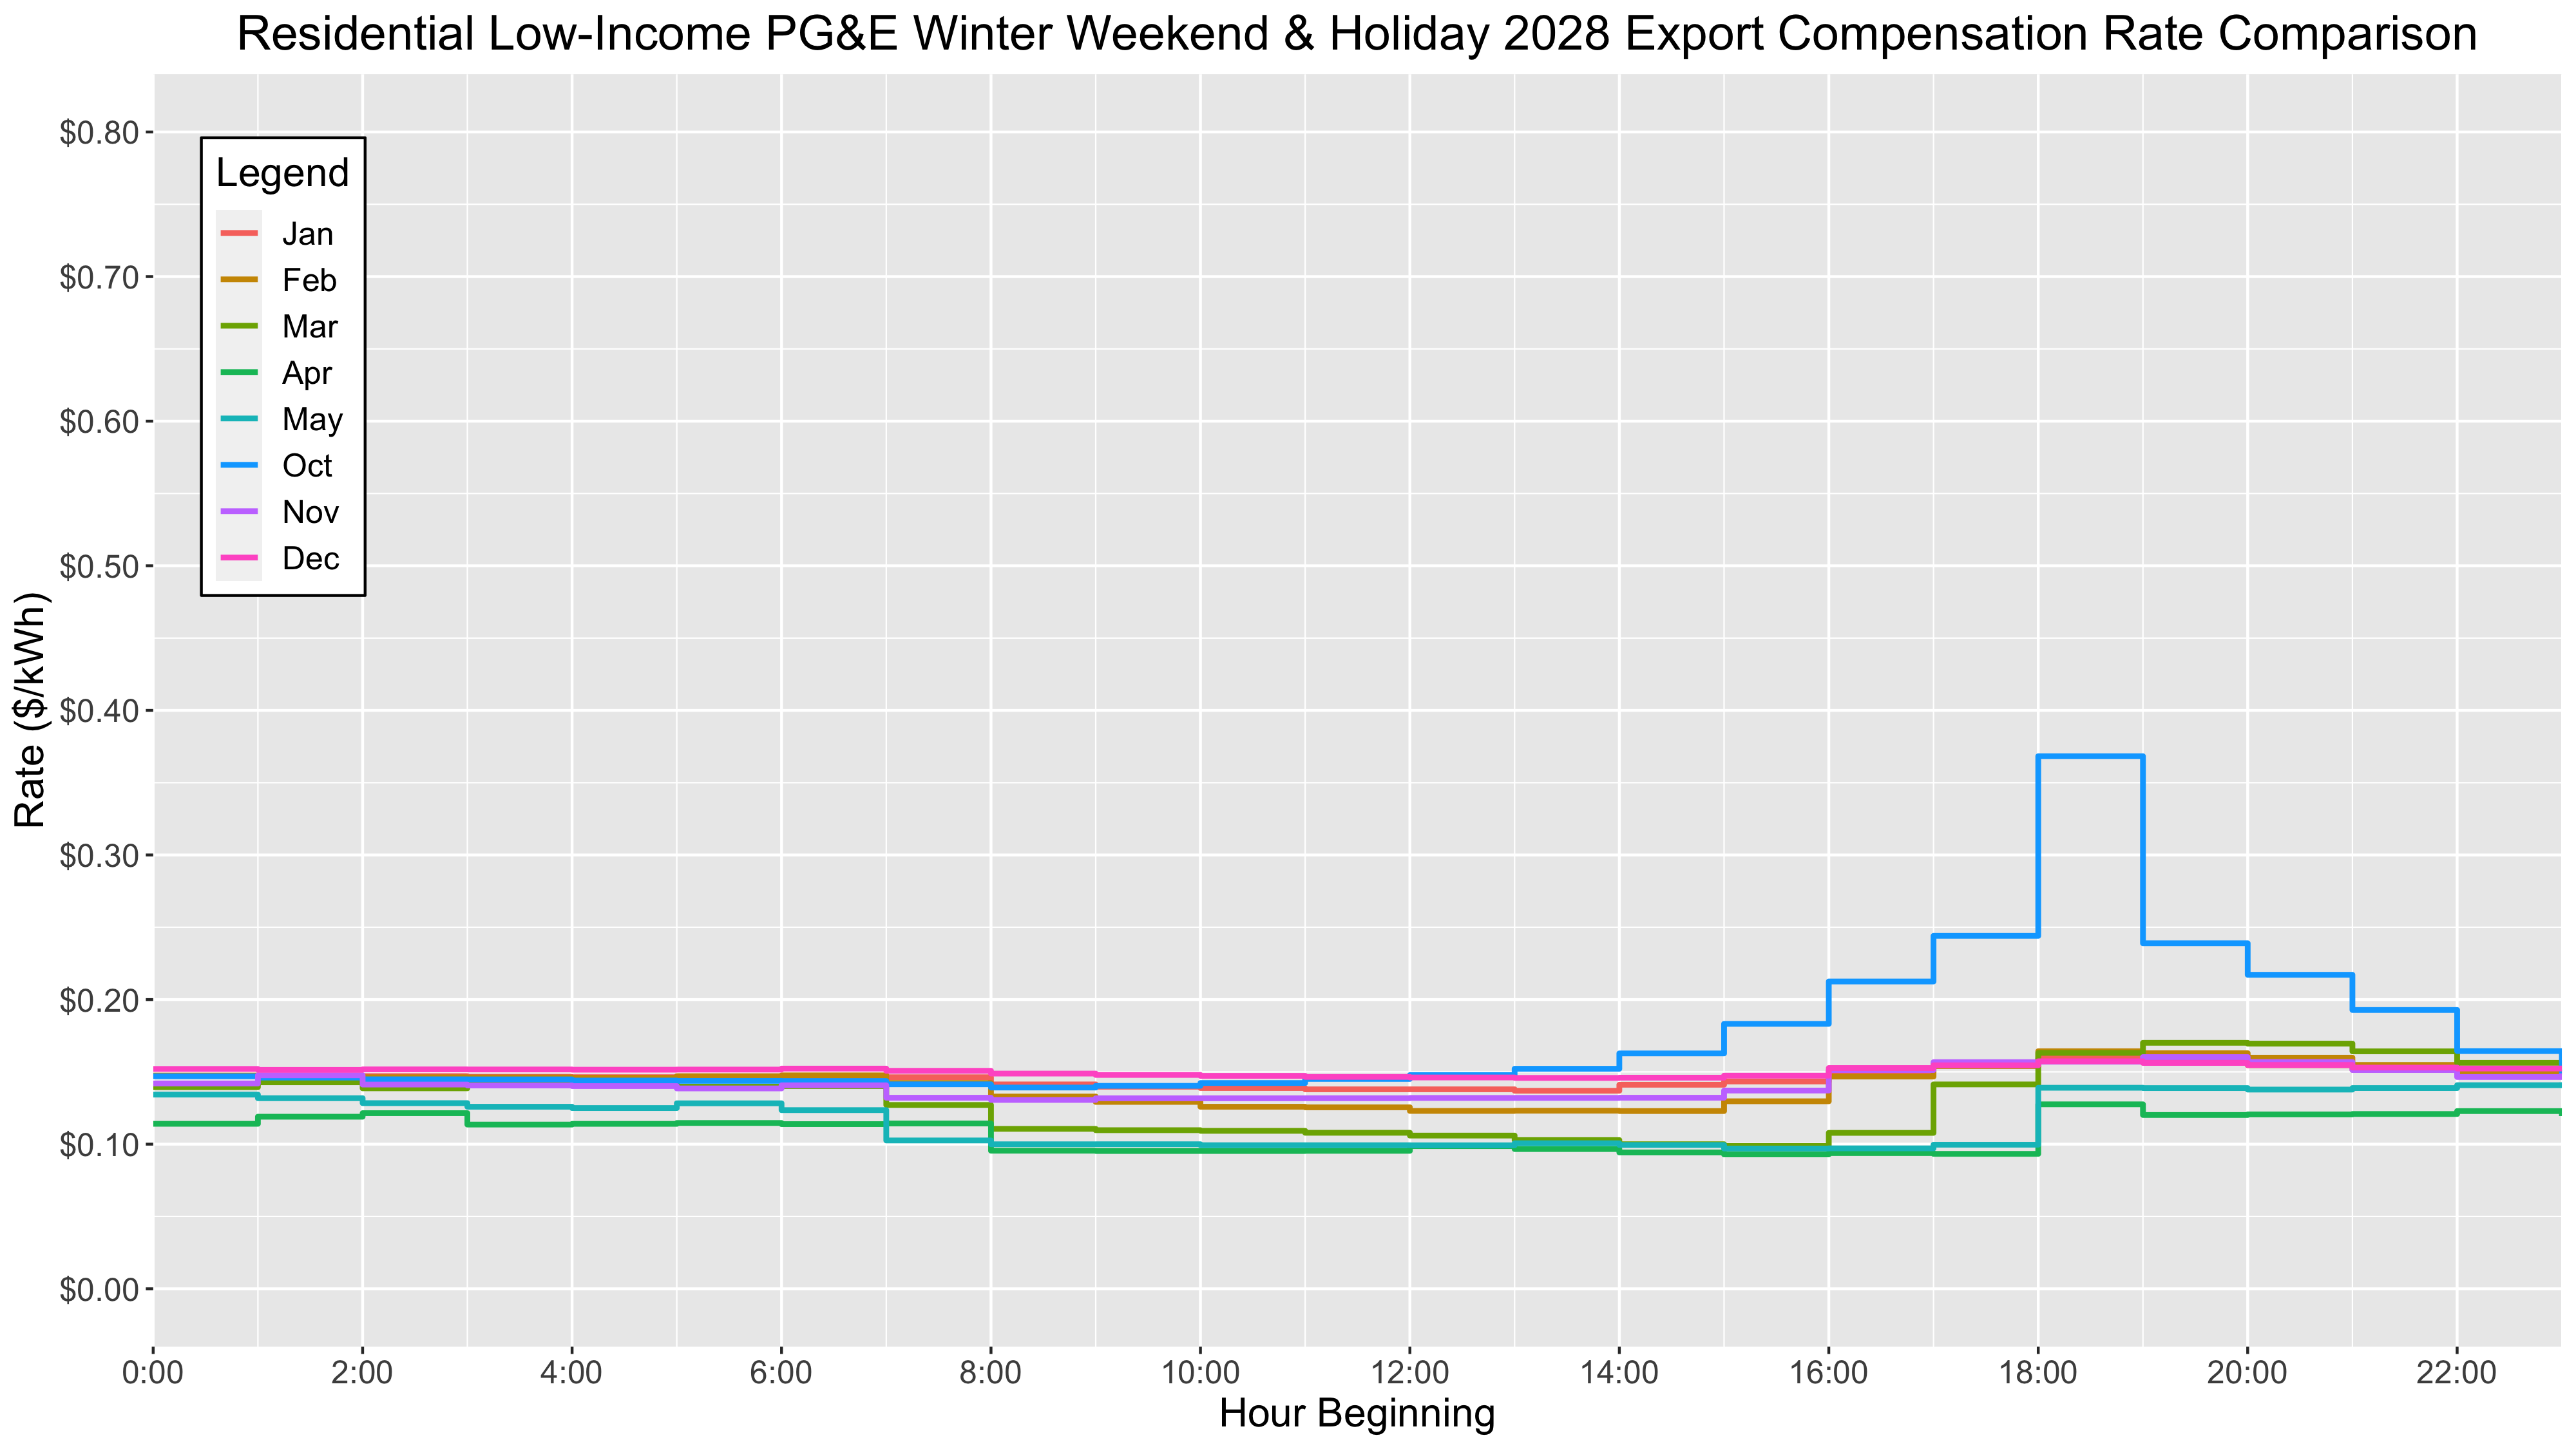 Residential Low-Income PG&E Winter Weekend & Holiday 2028 Export Compensation Rate Comparison
Rate ($/kWh)
$0.80
$0.70
$0.60
$0.50
$0.40
$0.30
$0.20
$0.10
$0.00
Legend
Jan
Feb
Mar
Apr
May
Oct
Nov
Dec
0:00 2:00 4:00 6:00 8:00 10:00 12:00 14:00 16:00 18:00 20:00 22:00
Hour Beginning